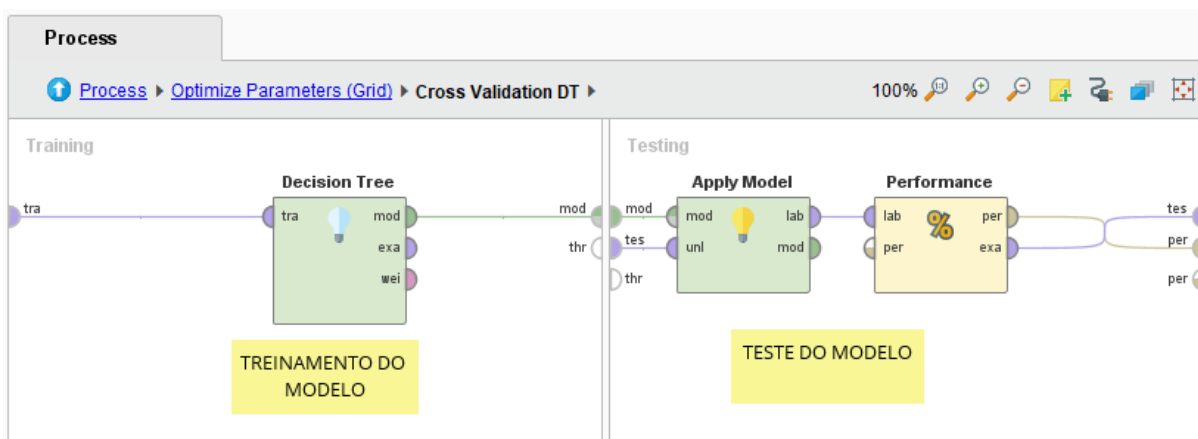 Process
Process ▸ Optimize Parameters (Grid) ▸ Cross Validation DT ▸
100%
Training
Testing
Decision Tree
Apply Model
Performance
tra
tra
mod
mod
mod
mod
lab
lab
per
tes
exa
thr
tes
unl
mod
per
exa
per
wei
thr
per
TREINAMENTO DO
MODELO
TESTE DO MODELO